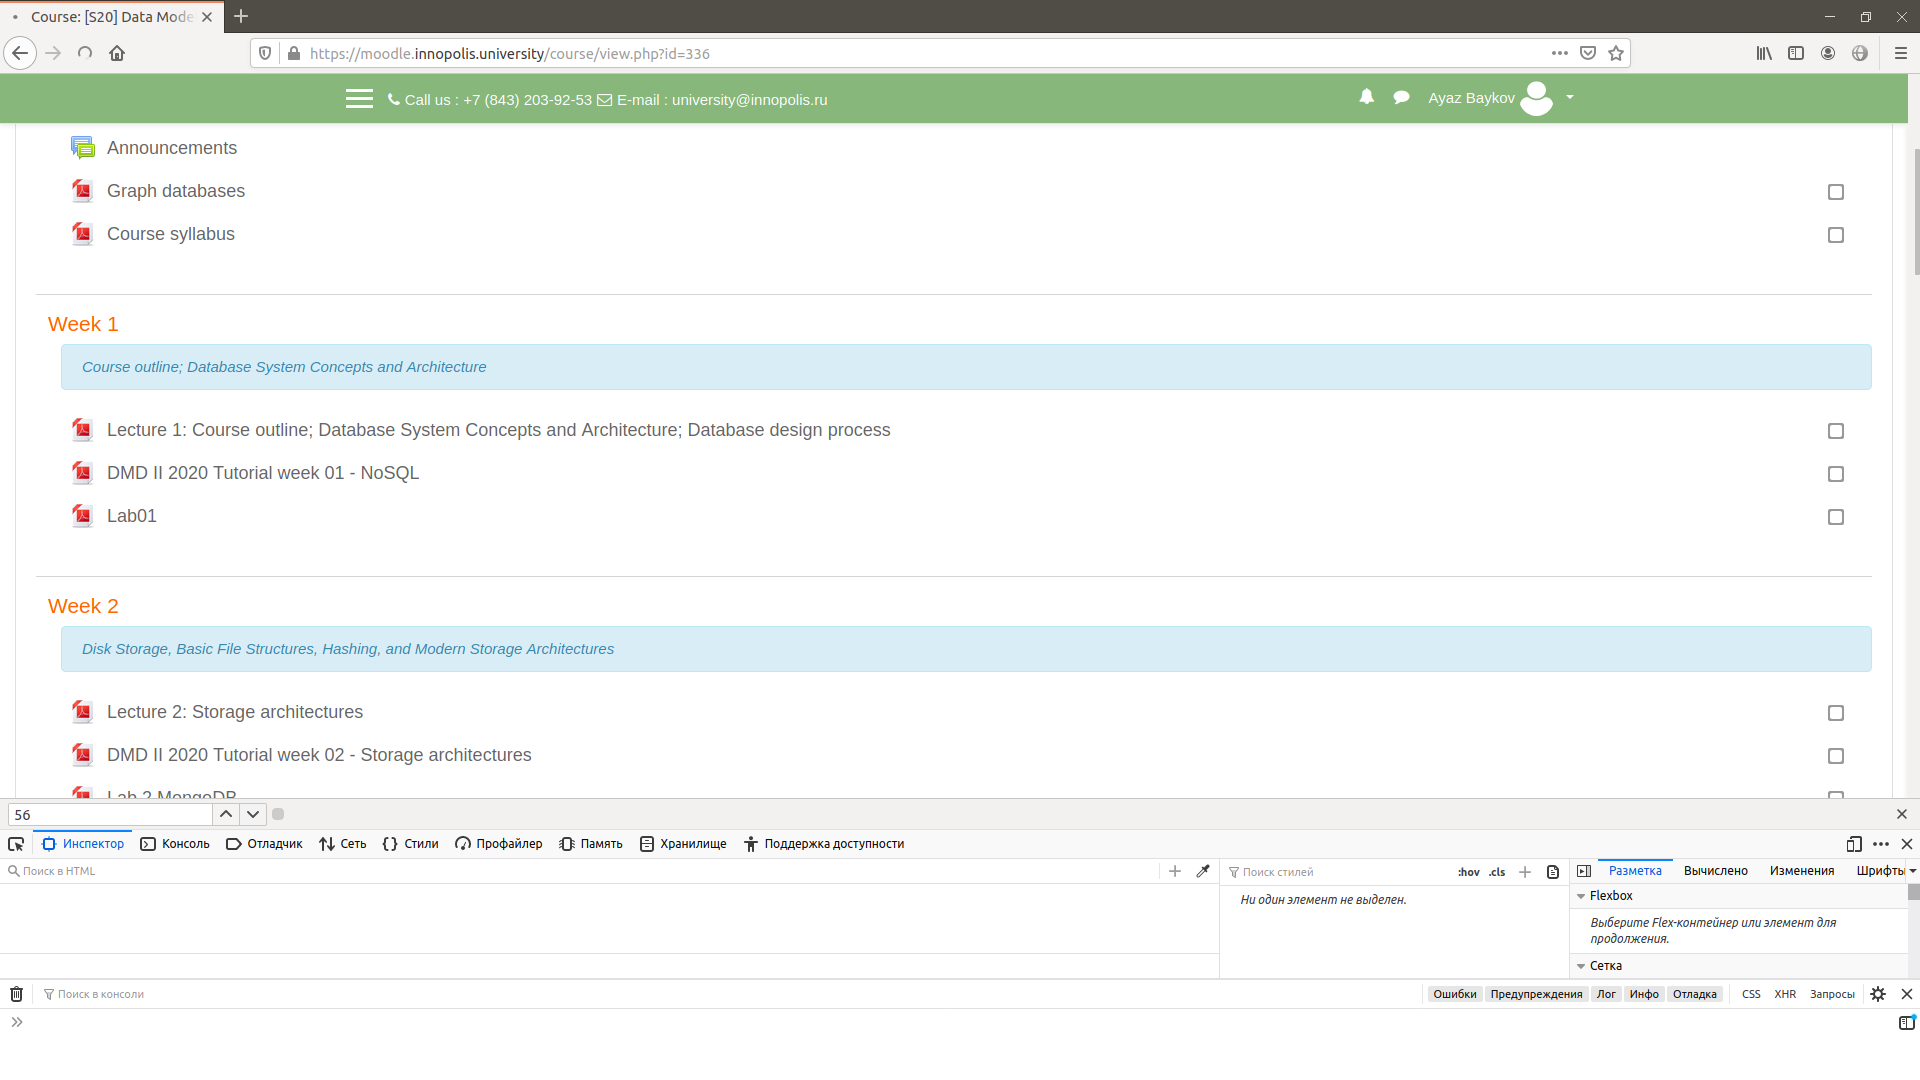 Course: [S20] Data Mode
https://moodle.innopolis.university/course/view.php?id=336
Call us : +7 (843) 203-92-53 E-mail : university@innopolis.ru
Ayaz Baykov
Announcements
Graph databases
Course syllabus
Week 1
Course outline; Database System Concepts and Architecture
Lecture 1: Course outline; Database System Concepts and Architecture; Database design process
DMD II 2020 Tutorial week 01 - NoSQL
Lab01
Week 2
Disk Storage, Basic File Structures, Hashing, and Modern Storage Architectures
Lecture 2: Storage architectures
DMD II 2020 Tutorial week 02 - Storage architectures
Lab 2 MongoDB
56
Инспектор Консоль Отладчик Сеть Стили Профайлер Память Хранилище Поддержка доступности
Поиск в HTML
Поиск стилей :hov .cls
Разметка Вычислено Изменения Шрифты
Ни один элемент не выделен.
Flexbox
Выберите Flex-контейнер или элемент для
продолжения.
Сетка
Поиск в консоли
Ошибки Предупреждения Лог Инфо Отладка CSS XHR Запросы